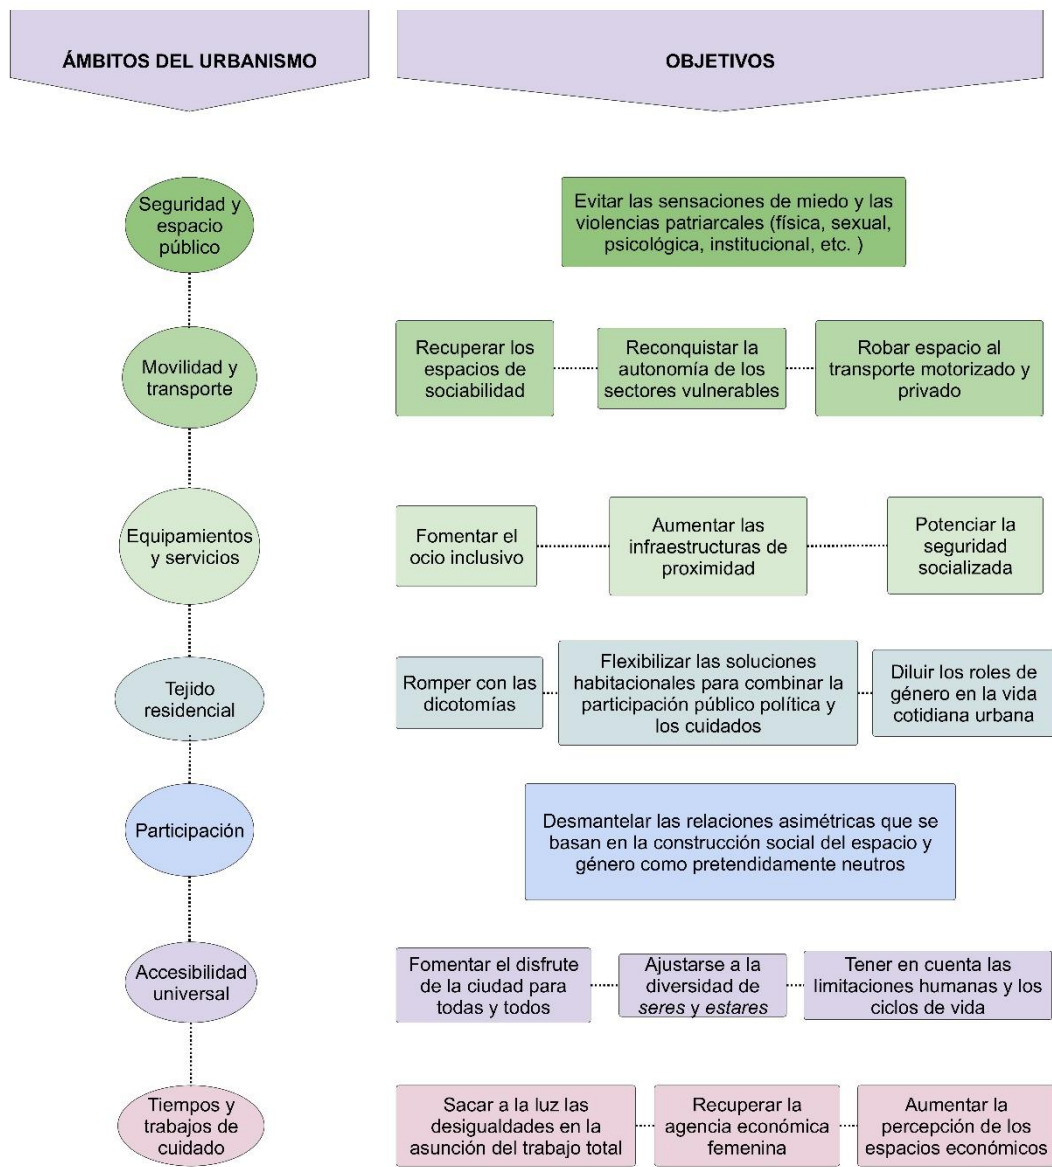 ÁMBITOS DEL URBANISMO
OBJETIVOS
Seguridad y
espacio
público
Evitar las sensaciones de miedo y las
violencias patriarcales (física, sexual,
psicológica, institucional, etc. )
Movilidad y
transporte
Recuperar los
espacios de
sociabilidad
Reconquistar la
autonomía de los
sectores vulnerables
Robar espacio al
transporte motorizado y
privado
Equipamientos
y servicios
Fomentar el
ocio inclusivo
Aumentar las
infraestructuras de
proximidad
Potenciar la
seguridad
socializada
Tejido
residencial
Romper con las
dicotomías
Flexibilizar las soluciones
habitacionales para combinar la
participación público política y
los cuidados
Diluir los roles de
género en la vida
cotidiana urbana
Participación
Desmantelar las relaciones asimétricas que se
basan en la construcción social del espacio y
género como pretendidamente neutros
Accesibilidad
universal
Fomentar el disfrute
de la ciudad para
todas y todos
Ajustarse a la
diversidad de
seres y estares
Tener en cuenta las
limitaciones humanas y los
ciclos de vida
Tiempos y
trabajos de
cuidado
Sacar a la luz las
desigualdades en la
asunción del trabajo total
Recuperar la
agencia económica
femenina
Aumentar la
percepción de los
espacios económicos